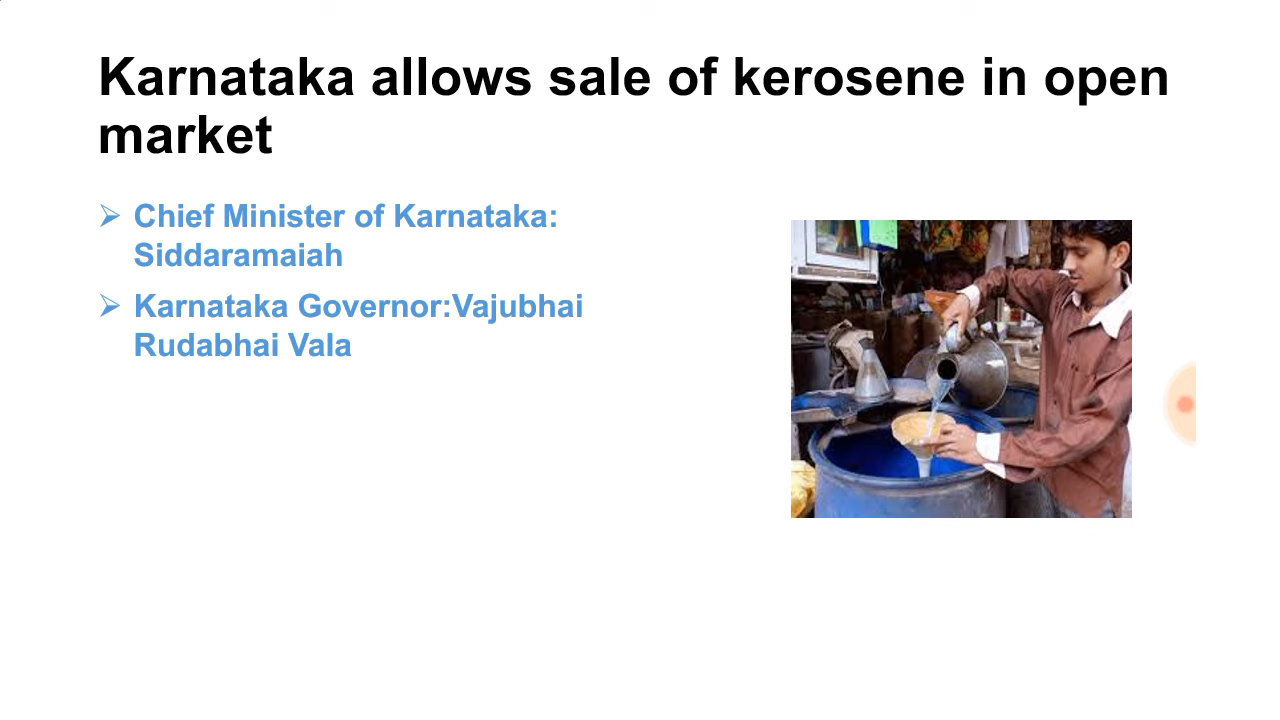 Karnataka allows sale of kerosene in open
market
Chief Minister of Karnataka:
Siddaramaiah
Karnataka Governor:Vajubhai
Rudabhai Vala